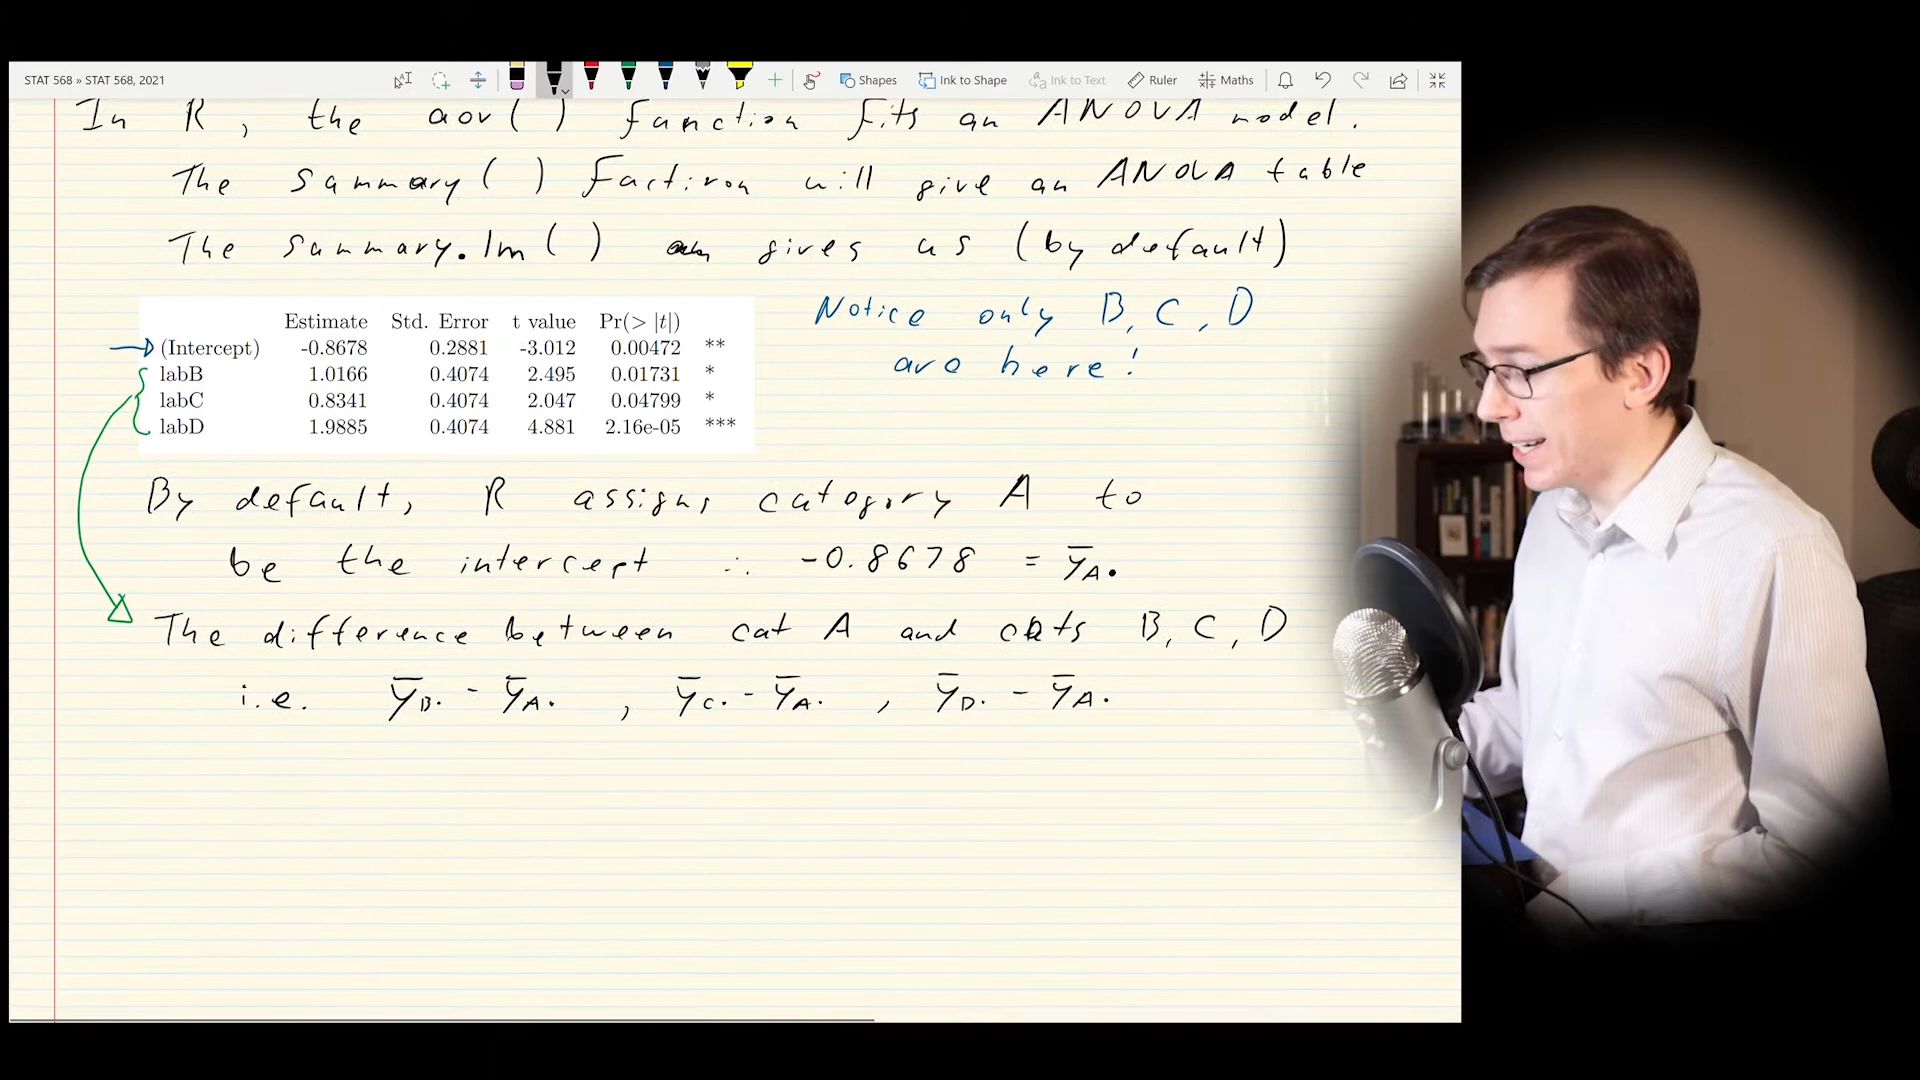 STAT 568 » STAT 568, 2021
Shapes Ink to Shape Ink to Text Ruler Maths
In R, the aov( ) function fits an ANOVA model.
The summary( ) factiron will give an ANOVA table
The summary.lm( ) gives us (by default)
Notice only B, C, D
are here!
Estimate Std. Error t value Pr(> |t|)
(Intercept) -0.8678 0.2881 -3.012 0.00472 **
labB 1.0166 0.4074 2.495 0.01731 *
labC 0.8341 0.4074 2.047 0.04799 *
labD 1.9885 0.4074 4.881 2.16e-05 ***
By default, R assigns category A to
be the intercept ∴ -0.8678 = ȳA.
The difference between cat A and cats B, C, D
i.e. ȳB. - ȳA. , ȳC. - ȳA. , ȳD. - ȳA.